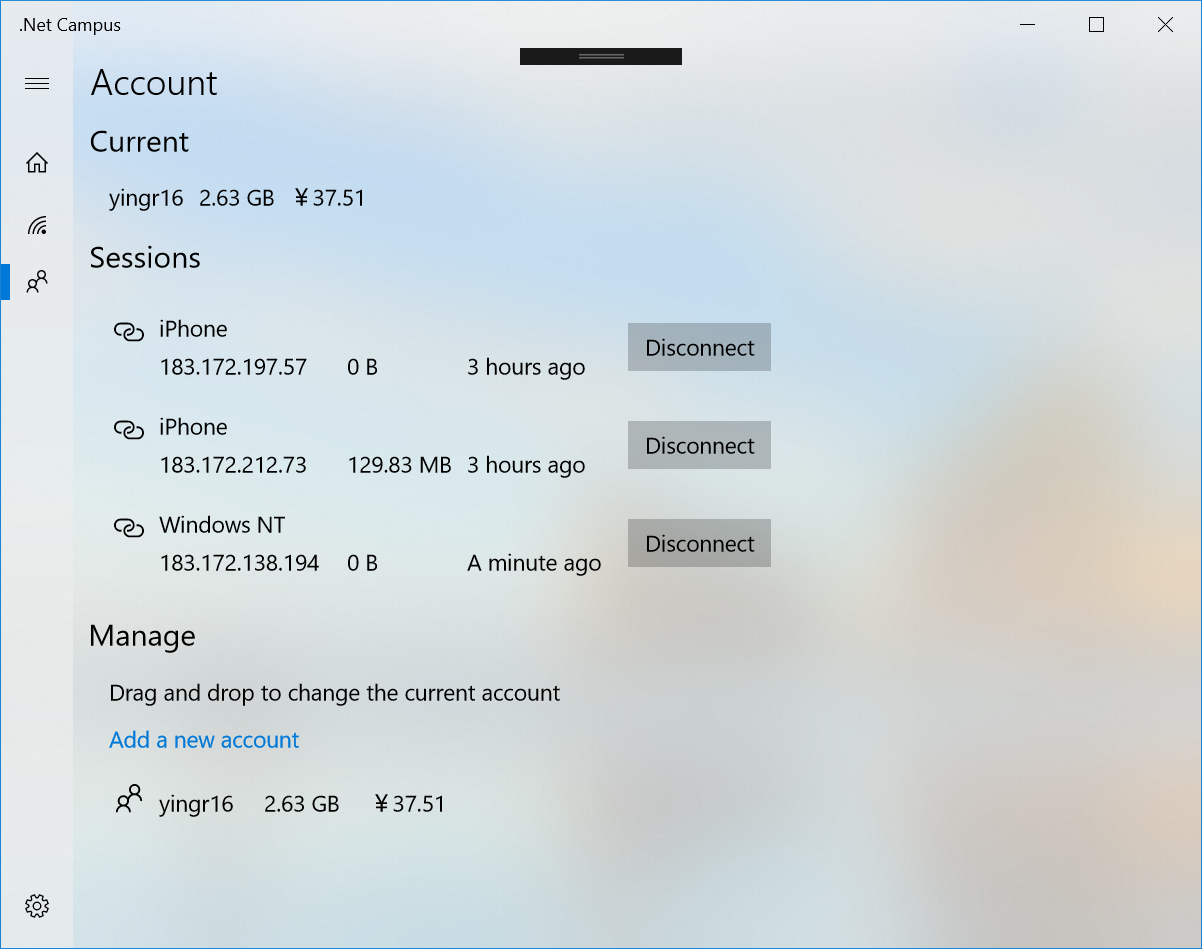 .Net Campus
Account
Current
yingr16 2.63 GB ¥37.51
Sessions
iPhone
183.172.197.57 0 B 3 hours ago
Disconnect
iPhone
183.172.212.73 129.83 MB 3 hours ago
Disconnect
Windows NT
183.172.138.194 0 B A minute ago
Disconnect
Manage
Drag and drop to change the current account
Add a new account
yingr16 2.63 GB ¥37.51